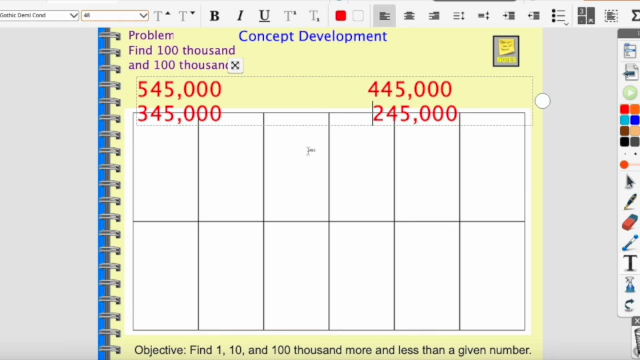 Gothic Demi Cond 48
Problem
Concept Development
Find 100 thousand
and 100 thousand
NOTES
545,000 445,000
345,000 245,000
Objective: Find 1, 10, and 100 thousand more and less than a given number.